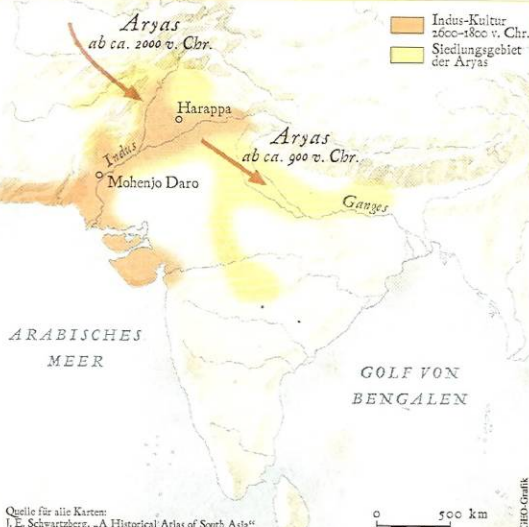 Aryas
ab ca. 2000 v. Chr.
Indus-Kultur
2600-1800 v. Chr.
Siedlungsgebiet
der Aryas
Harappa
Aryas
ab ca. 900 v. Chr.
Indus
Mohenjo Daro
Ganges
ARABISCHES
MEER
GOLF VON
BENGALEN
Quelle für alle Karten:
J. E. Schwartzberg, „A Historical Atlas of South Asia“
0 500 km
GEO-Grafik